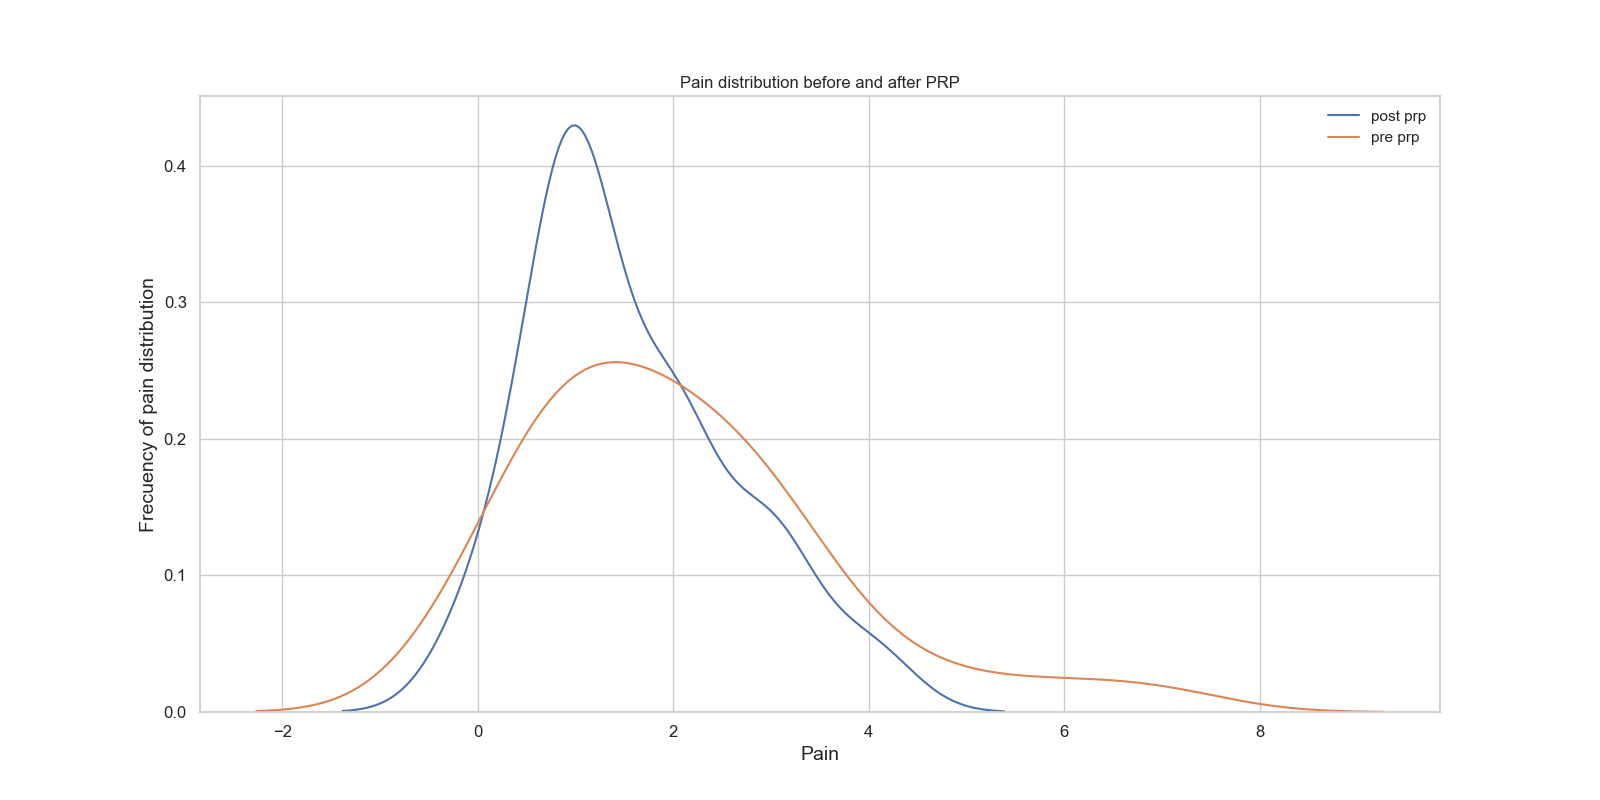 Pain distribution before and after PRP
post prp
pre prp
Frecuency of pain distribution
0.4
0.3
0.2
0.1
0.0
−2
0
2
4
6
8
Pain